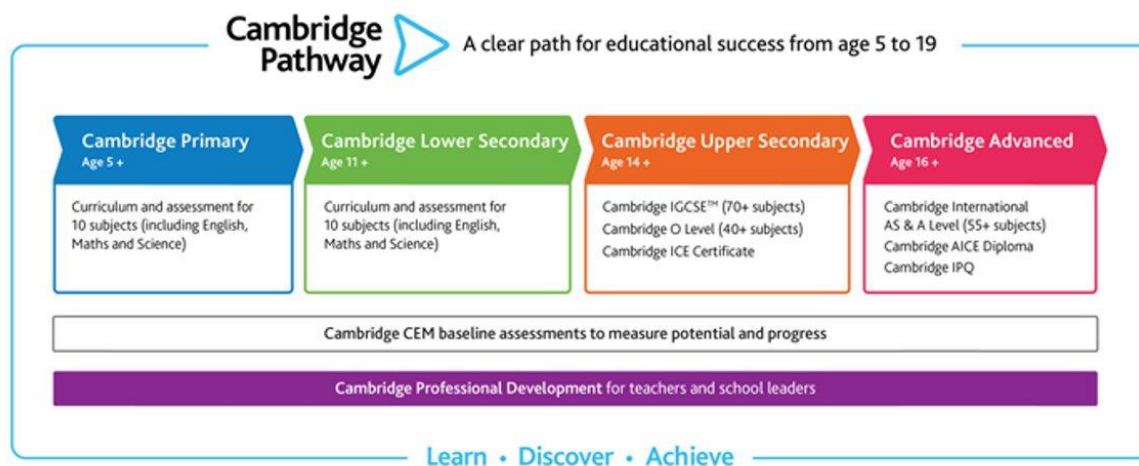 Cambridge
Pathway
A clear path for educational success from age 5 to 19
Cambridge Primary
Age 5 +
Curriculum and assessment for
10 subjects (including English,
Maths and Science)
Cambridge Lower Secondary
Age 11 +
Curriculum and assessment for
10 subjects (including English,
Maths and Science)
Cambridge Upper Secondary
Age 14 +
Cambridge IGCSE™ (70+ subjects)
Cambridge O Level (40+ subjects)
Cambridge ICE Certificate
Cambridge Advanced
Age 16 +
Cambridge International
AS & A Level (55+ subjects)
Cambridge AICE Diploma
Cambridge IPQ
Cambridge CEM baseline assessments to measure potential and progress
Cambridge Professional Development for teachers and school leaders
Learn • Discover • Achieve